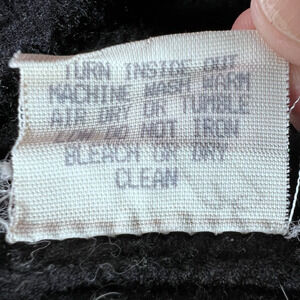 TURN INSIDE OUT
MACHINE WASH WARM
AIR DRY OR TUMBLE
LOW DO NOT IRON
BLEACH OR DRY
CLEAN